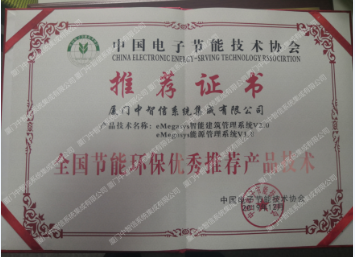 中国电子节能技术协会
CHINA ELECTRONIC ENERGY-SRVING TECHNOLOGY RSSOCIRTION
推荐证书
厦门中智信系统集成有限公司
产品技术名称：eMegasys智能建筑管理系统V2.0
eMegasys能源管理系统V1.0
全国节能环保优秀推荐产品技术
中国电子节能技术协会